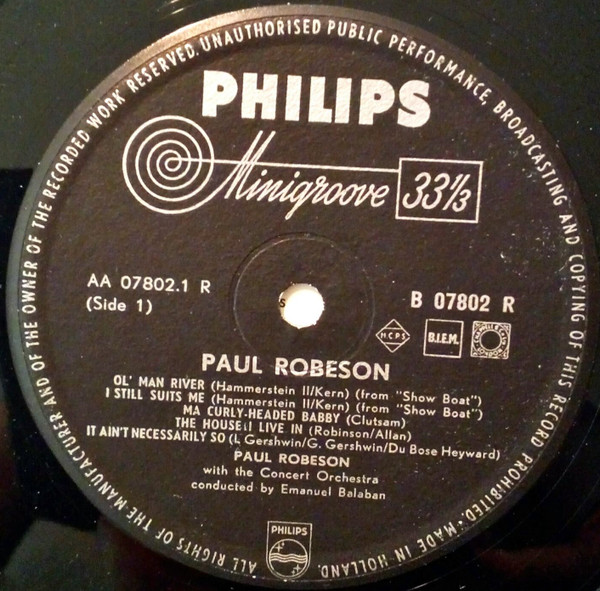 ALL RIGHTS OF THE MANUFACTURER AND OF THE OWNER OF THE RECORDED WORK RESERVED. UNAUTHORISED PUBLIC PERFORMANCE, BROADCASTING AND COPYING OF THIS RECORD PROHIBITED. MADE IN HOLLAND.
PHILIPS
Minigroove 33⅓
AA 07802.1 R
(Side 1)
B 07802 R
H.C.P.S.
B.I.E.M.
PAUL ROBESON
OL' MAN RIVER (Hammerstein II/Kern) (from "Show Boat")
I STILL SUITS ME (Hammerstein II/Kern) (from "Show Boat")
MA CURLY-HEADED BABBY (Clutsam)
THE HOUSE I LIVE IN (Robinson/Allan)
IT AIN'T NECESSARILY SO (I. Gershwin/G. Gershwin/Du Bose Heyward)
PAUL ROBESON
with the Concert Orchestra
conducted by Emanuel Balaban
PHILIPS